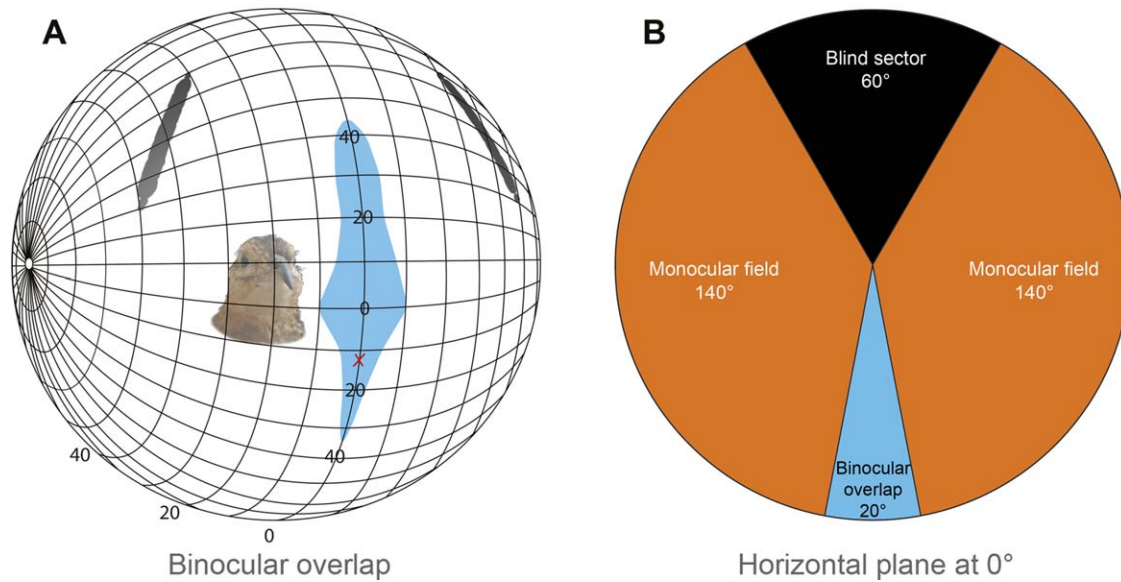 A
40
20
0
20
40
40
20
0
Binocular overlap
B
Blind sector
60°
Monocular field
140°
Monocular field
140°
Binocular
overlap
20°
Horizontal plane at 0°